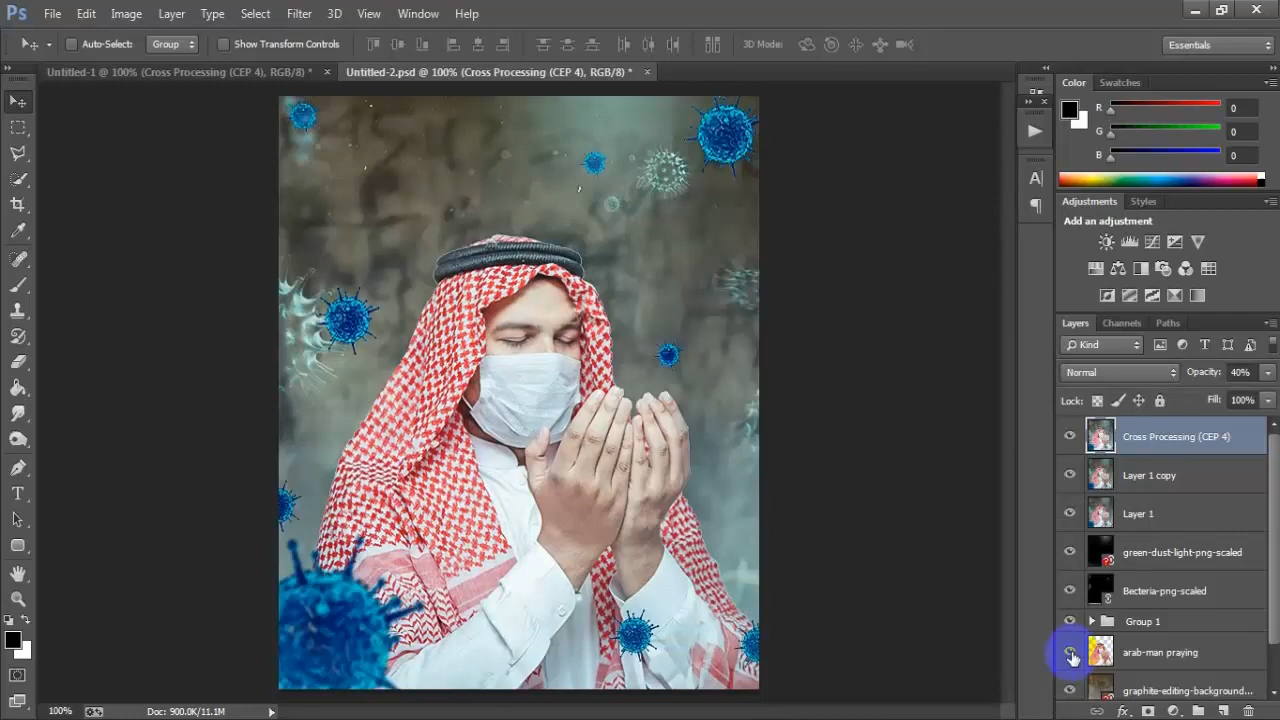 Ps File Edit Image Layer Type Select Filter 3D View Window Help
Auto-Select: Group Show Transform Controls 3D Mode: Essentials
Untitled-1 @ 100% (Cross Processing (CEP 4), RGB/8) * × Untitled-2.psd @ 100% (Cross Processing (CEP 4), RGB/8) * ×
Color Swatches
R 0
G 0
B 0
Adjustments Styles
Add an adjustment
Layers Channels Paths
Kind
Normal Opacity: 40%
Lock: Fill: 100%
Cross Processing (CEP 4)
Layer 1 copy
Layer 1
green-dust-light-png-scaled
Becteria-png-scaled
Group 1
arab-man praying
graphite-editing-background...
100% Doc: 900.0K/11.1M